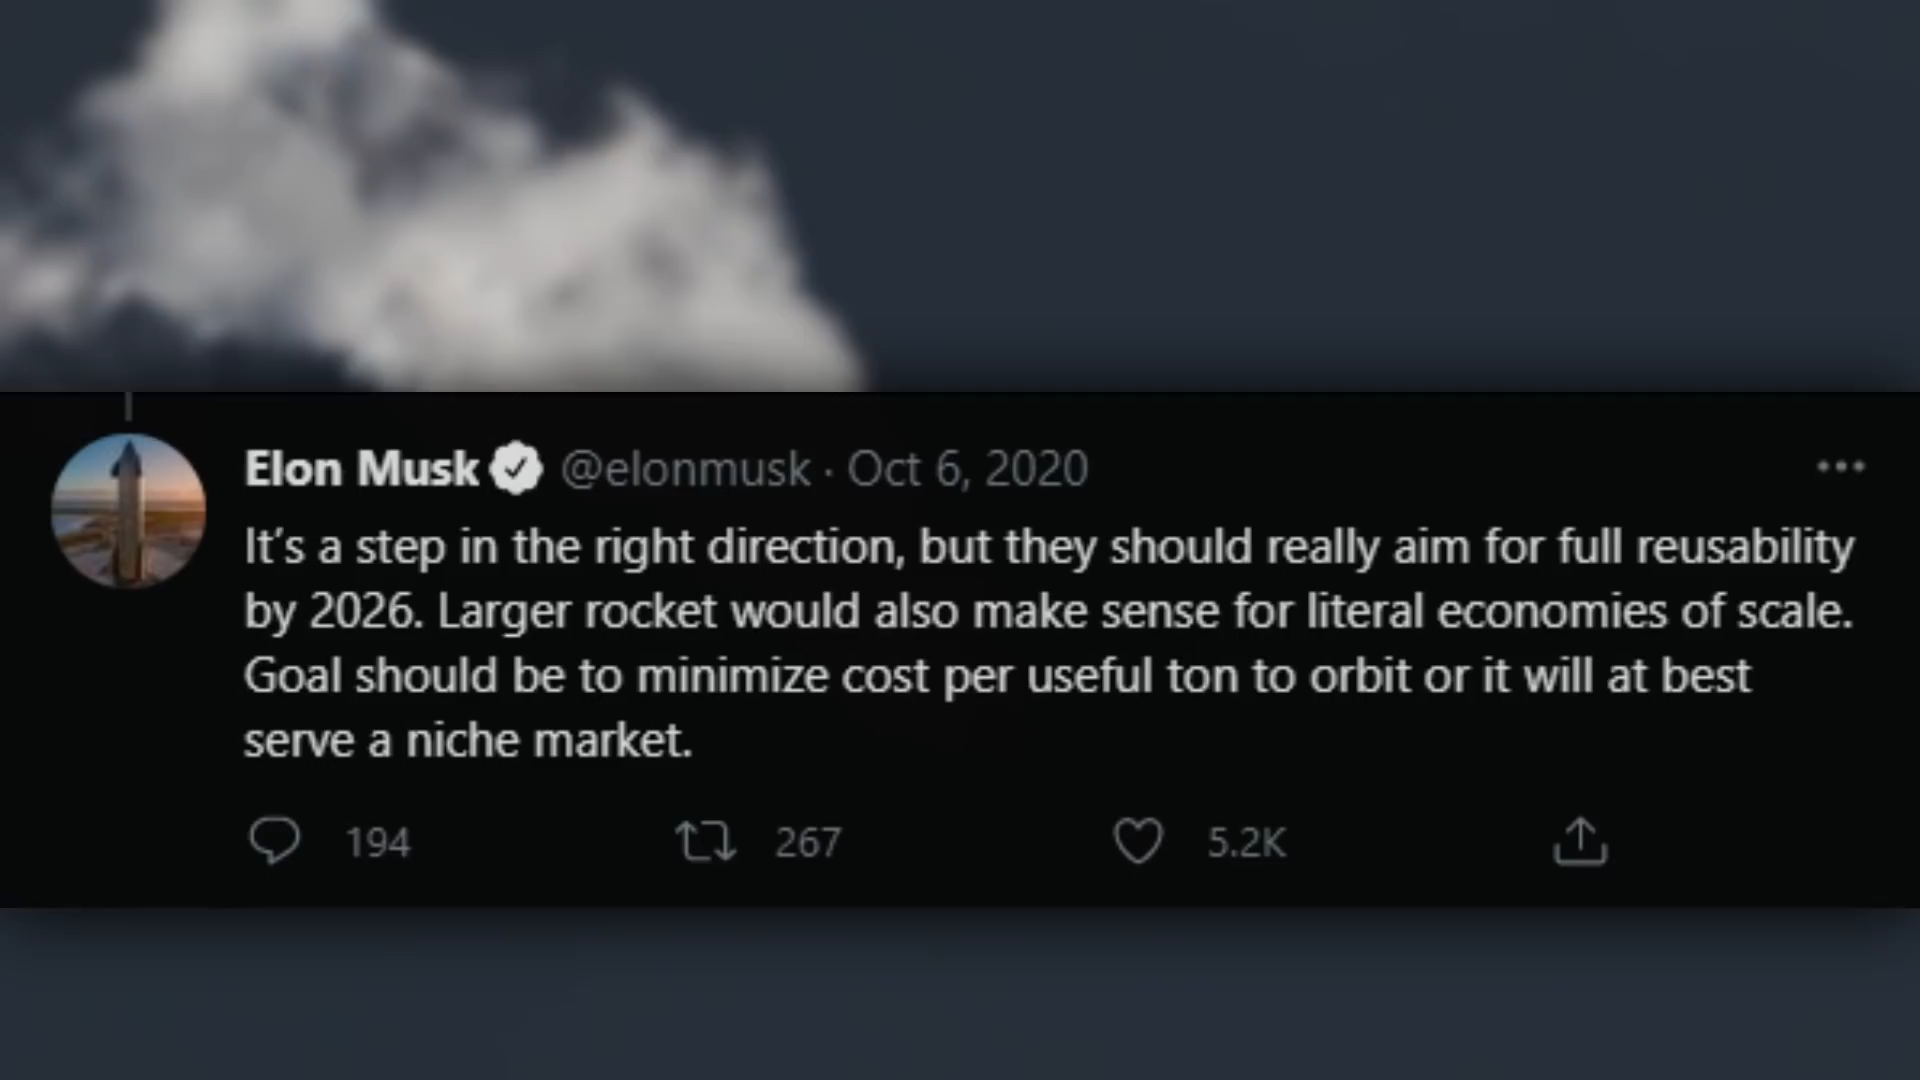 Elon Musk @elonmusk · Oct 6, 2020
It’s a step in the right direction, but they should really aim for full reusability
by 2026. Larger rocket would also make sense for literal economies of scale.
Goal should be to minimize cost per useful ton to orbit or it will at best
serve a niche market.
194 267 5.2K